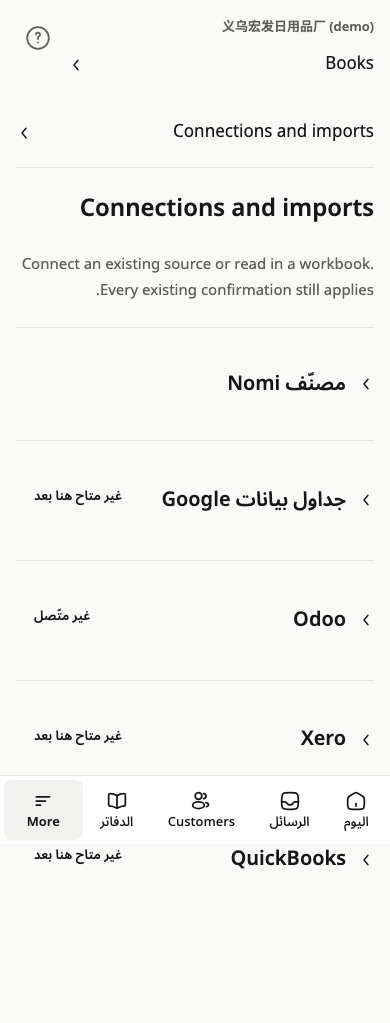 义乌宏发日用品厂 (demo)
Books
Connections and imports
Connections and imports
Connect an existing source or read in a workbook.
Every existing confirmation still applies.
مصنّف Nomi
جداول بيانات Google
غير متاح هنا بعد
Odoo
غير متّصل
Xero
غير متاح هنا بعد
اليوم
الرسائل
Customers
الدفاتر
More
QuickBooks
غير متاح هنا بعد